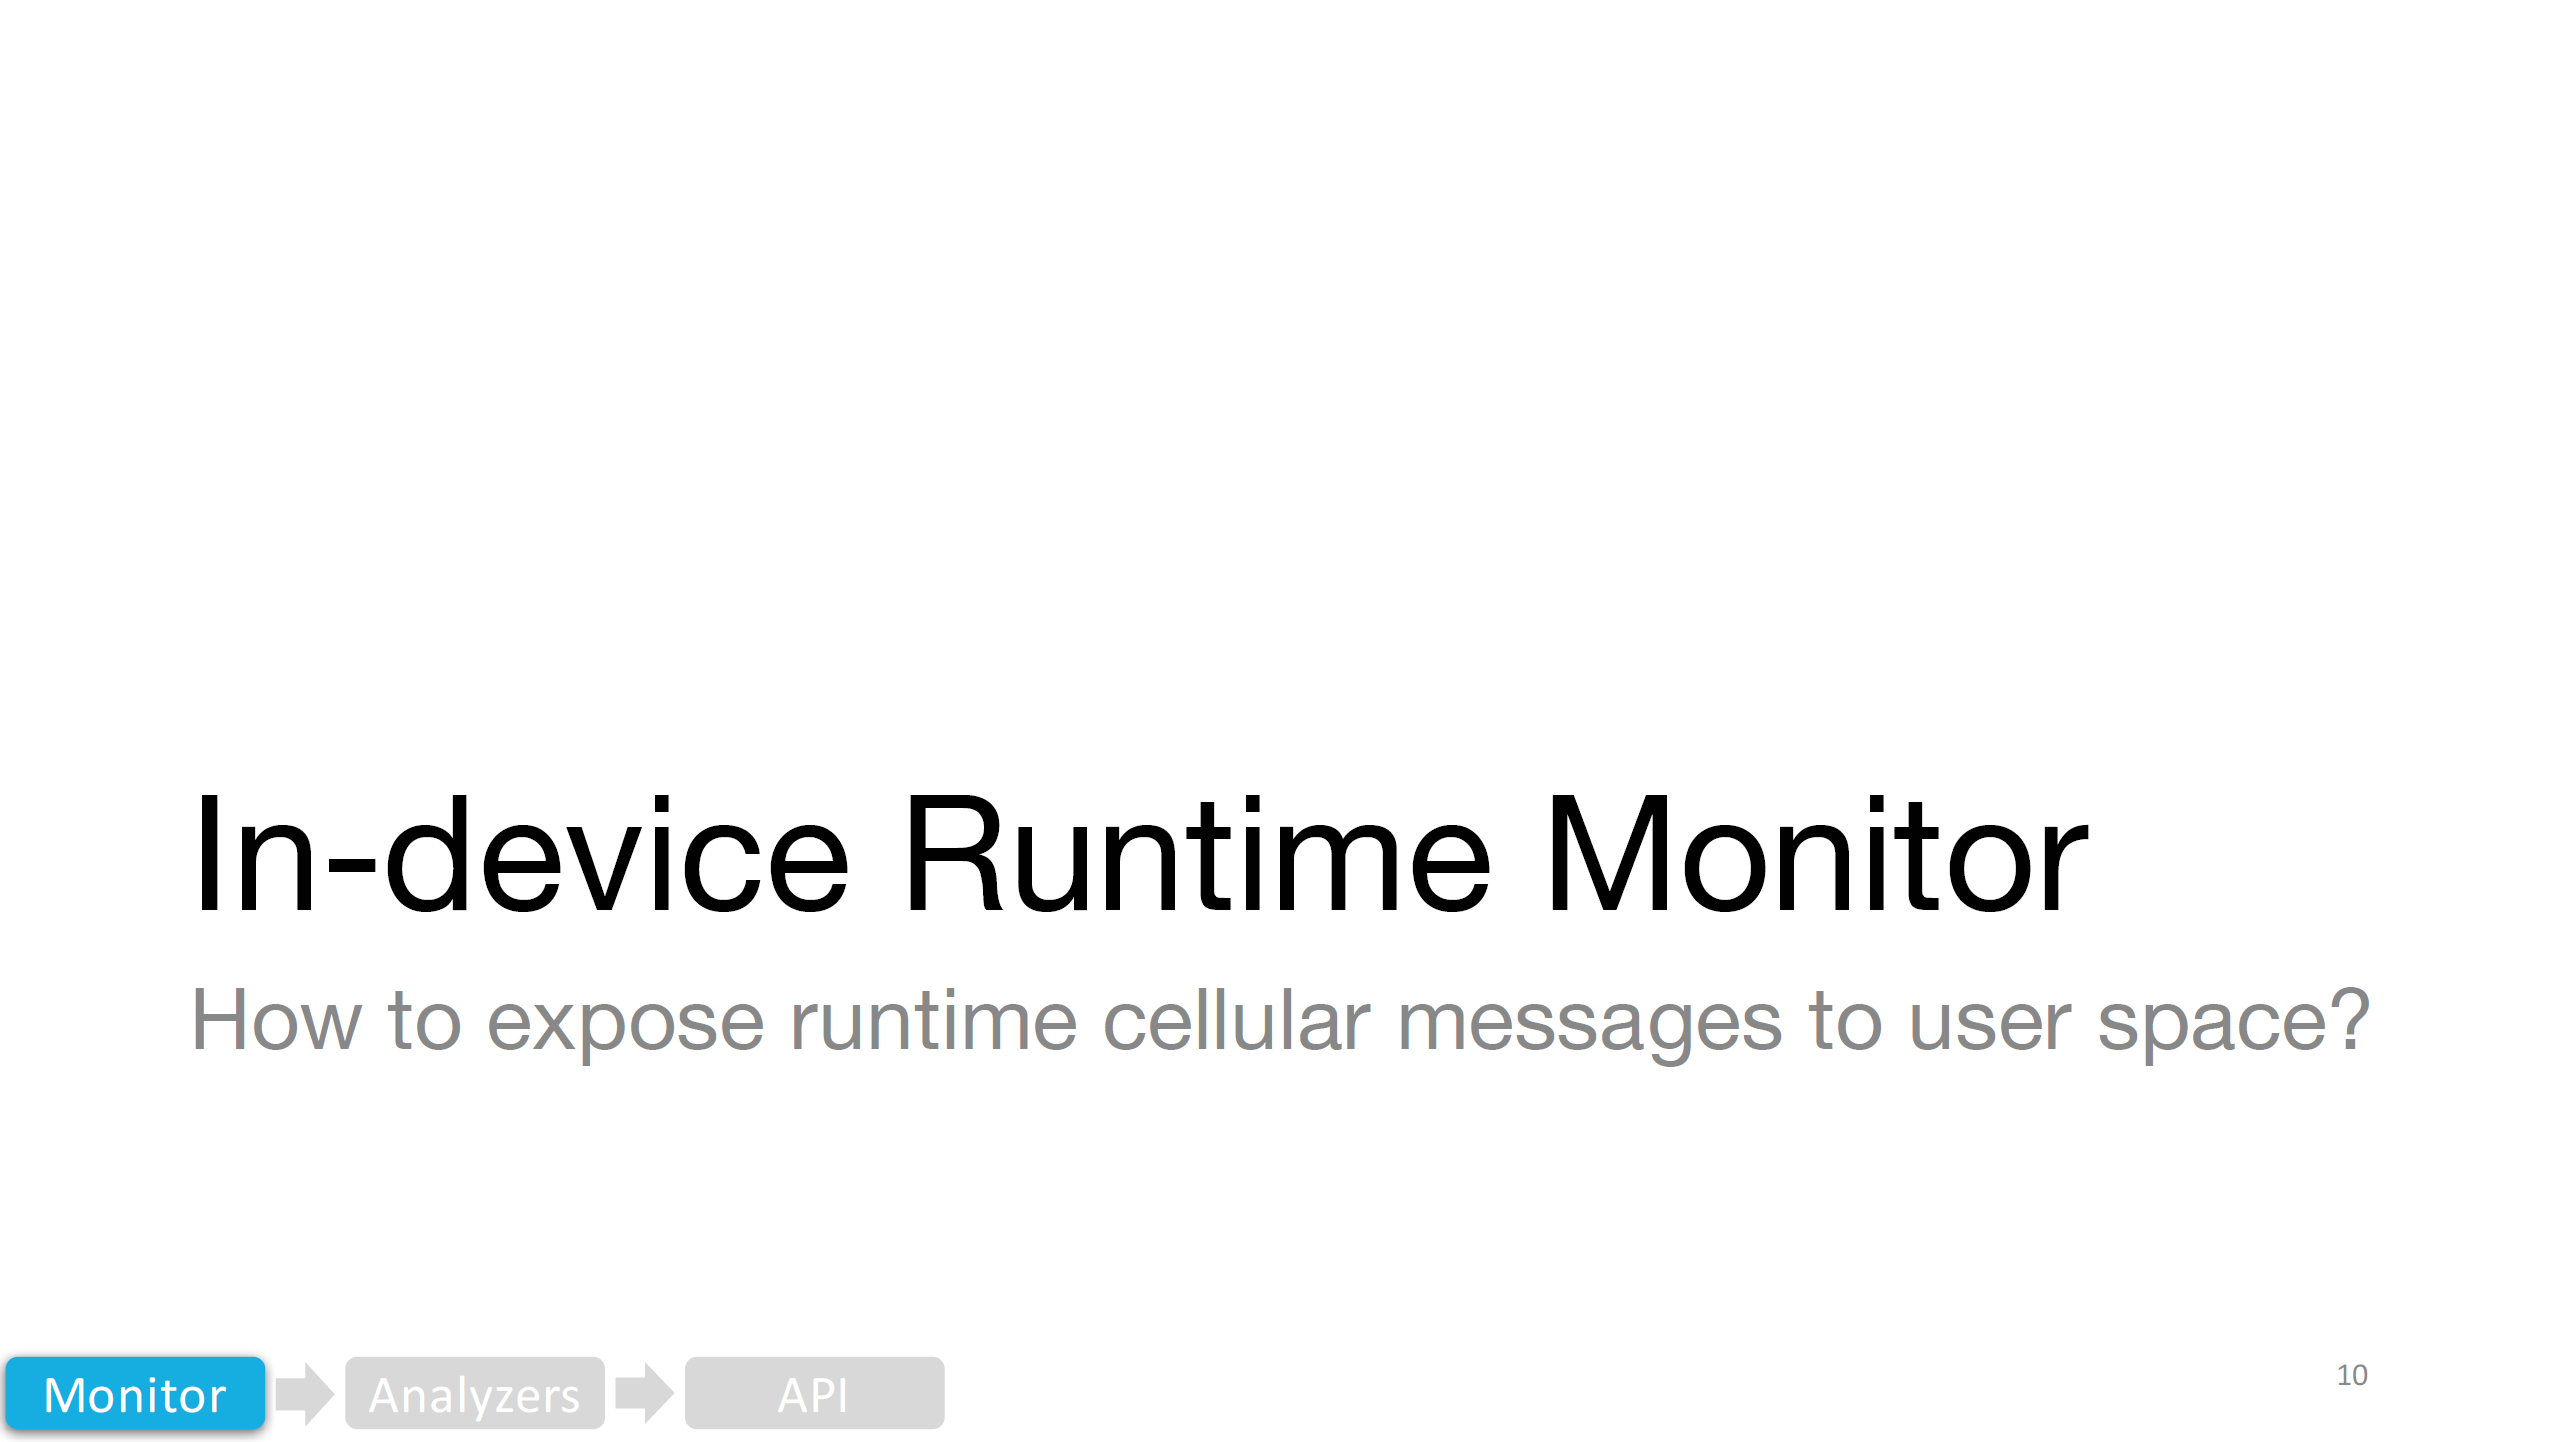 In-device Runtime Monitor
How to expose runtime cellular messages to user space?
Monitor
Analyzers
API
10